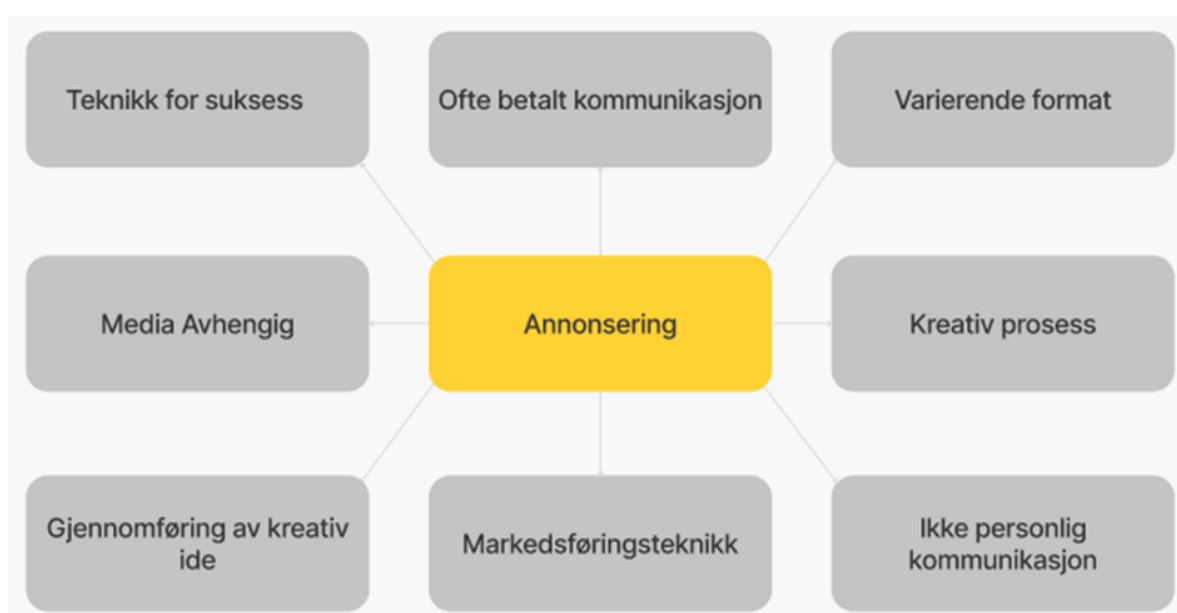 Teknikk for suksess
Ofte betalt kommunikasjon
Varierende format
Media Avhengig
Annonsering
Kreativ prosess
Gjennomføring av kreativ
ide
Markedsføringsteknikk
Ikke personlig
kommunikasjon